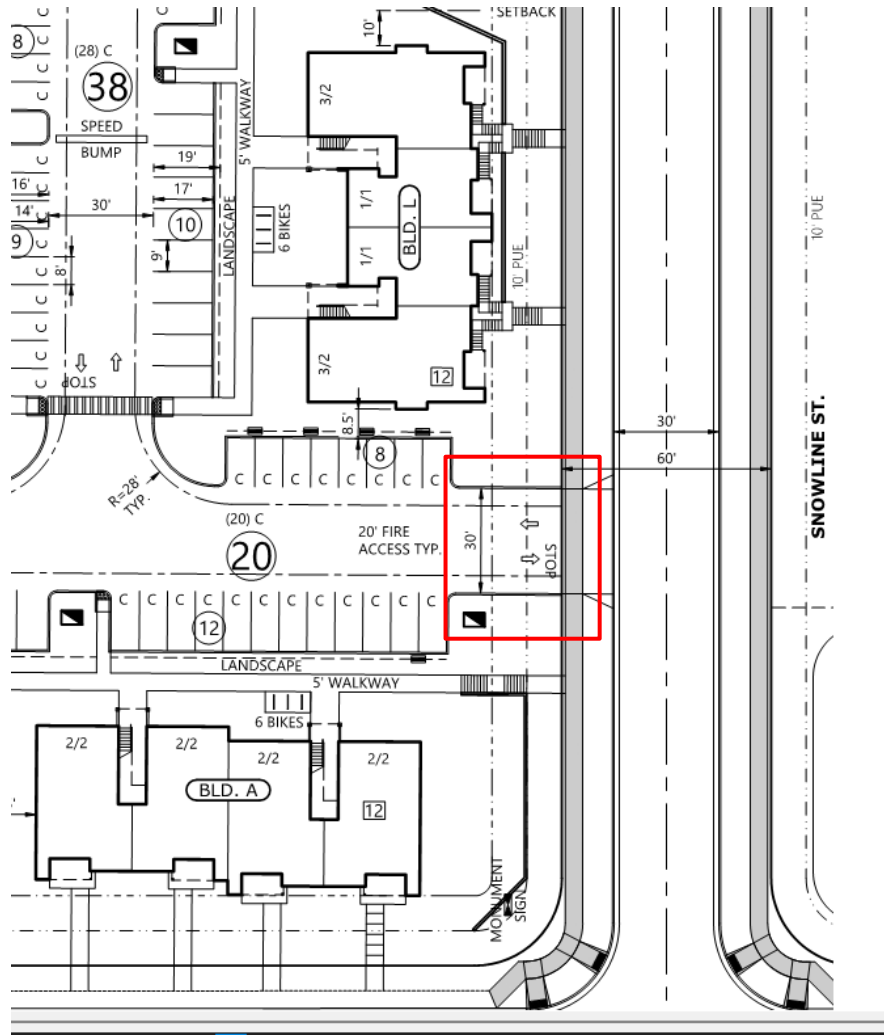 SETBACK
10'
8
C
(28) C
38
SPEED
BUMP
5' WALKWAY
3/2
19'
17'
16'
14'
30'
10
9
9'
8'
LANDSCAPE
6 BIKES
1/1
1/1
BLD. L
10' PUE
10' PUE
STOP
3/2
12
8.5'
8
C C C C C C C C
R=28'
TYP.
(20) C
20
20' FIRE
ACCESS TYP.
30'
STOP
30'
60'
SNOWLINE ST.
C C C C C C C C C C C C
12
LANDSCAPE
5' WALKWAY
6 BIKES
2/2
2/2
2/2
2/2
BLD. A
12
MONUMENT
SIGN